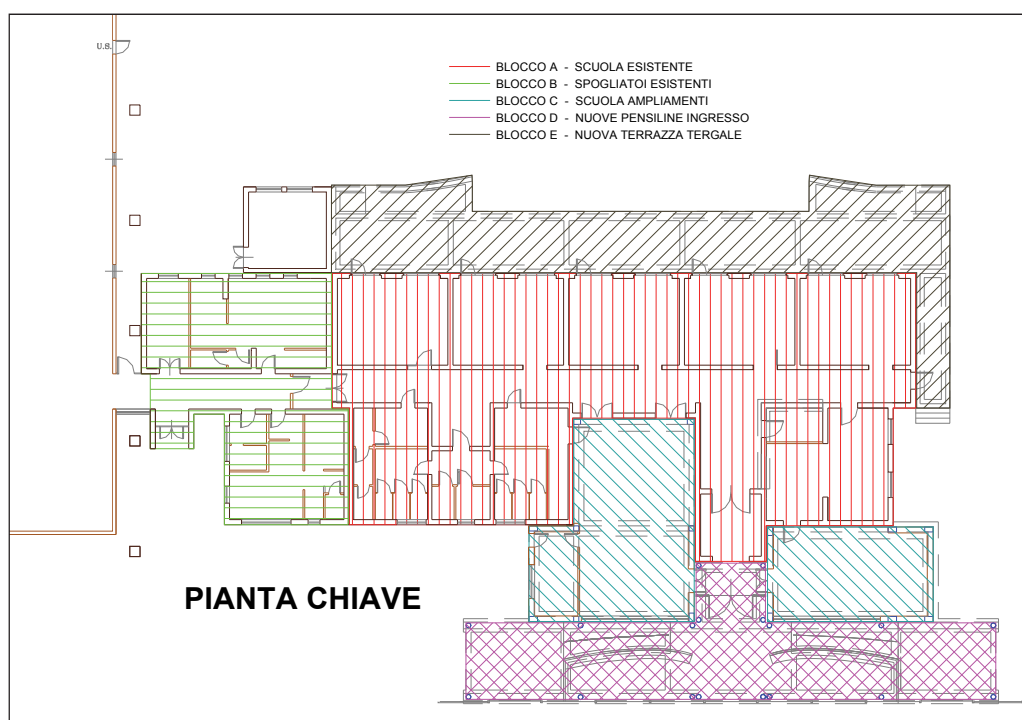 U.S.
BLOCCO A - SCUOLA ESISTENTE
BLOCCO B - SPOGLIATOI ESISTENTI
BLOCCO C - SCUOLA AMPLIAMENTI
BLOCCO D - NUOVE PENSILINE INGRESSO
BLOCCO E - NUOVA TERRAZZA TERGALE
PIANTA CHIAVE